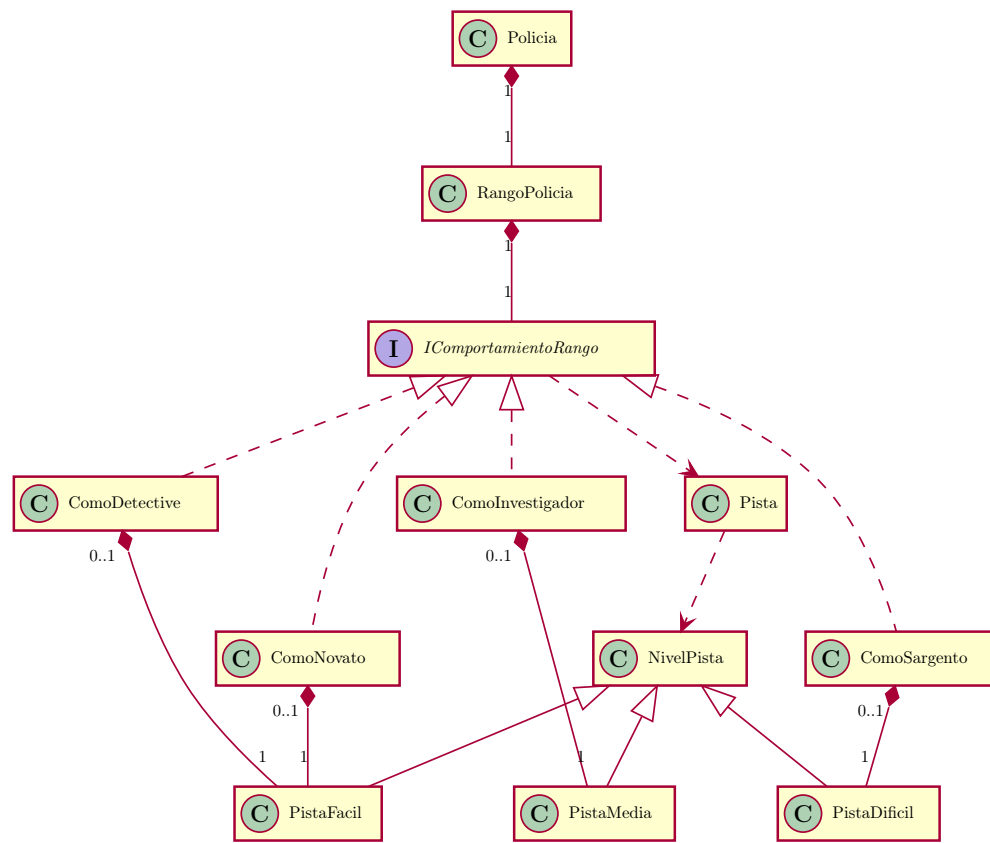 C Policia
1
1
C RangoPolicia
1
1
I IComportamientoRango
C ComoDetective
C ComoInvestigador
C Pista
0..1
0..1
C ComoNovato
C NivelPista
C ComoSargento
0..1
0..1
1
1
1
1
C PistaFacil
C PistaMedia
C PistaDificil